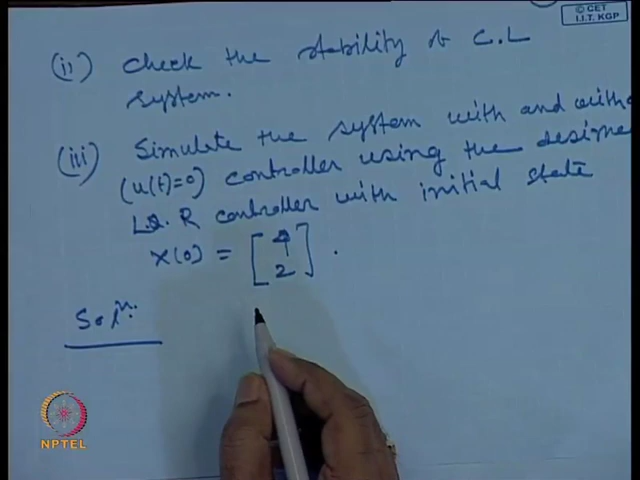 © CET
I.I.T. KGP
(ii) check the stability of C.L
system.
(iii) Simulate the system with and witho
(u(t)=0) controller using the designe
L.Q.R controller with initial state
x(0) = [4
2].
Solⁿ.
NPTEL